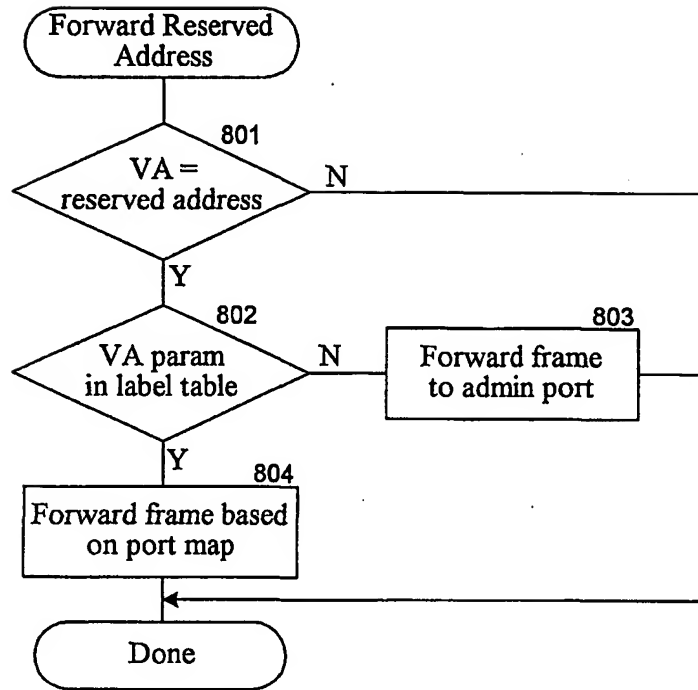 Forward Reserved
Address
801
VA =
reserved address
N
Y
802
VA param
in label table
N
803
Forward frame
to admin port
Y
804
Forward frame based
on port map
Done